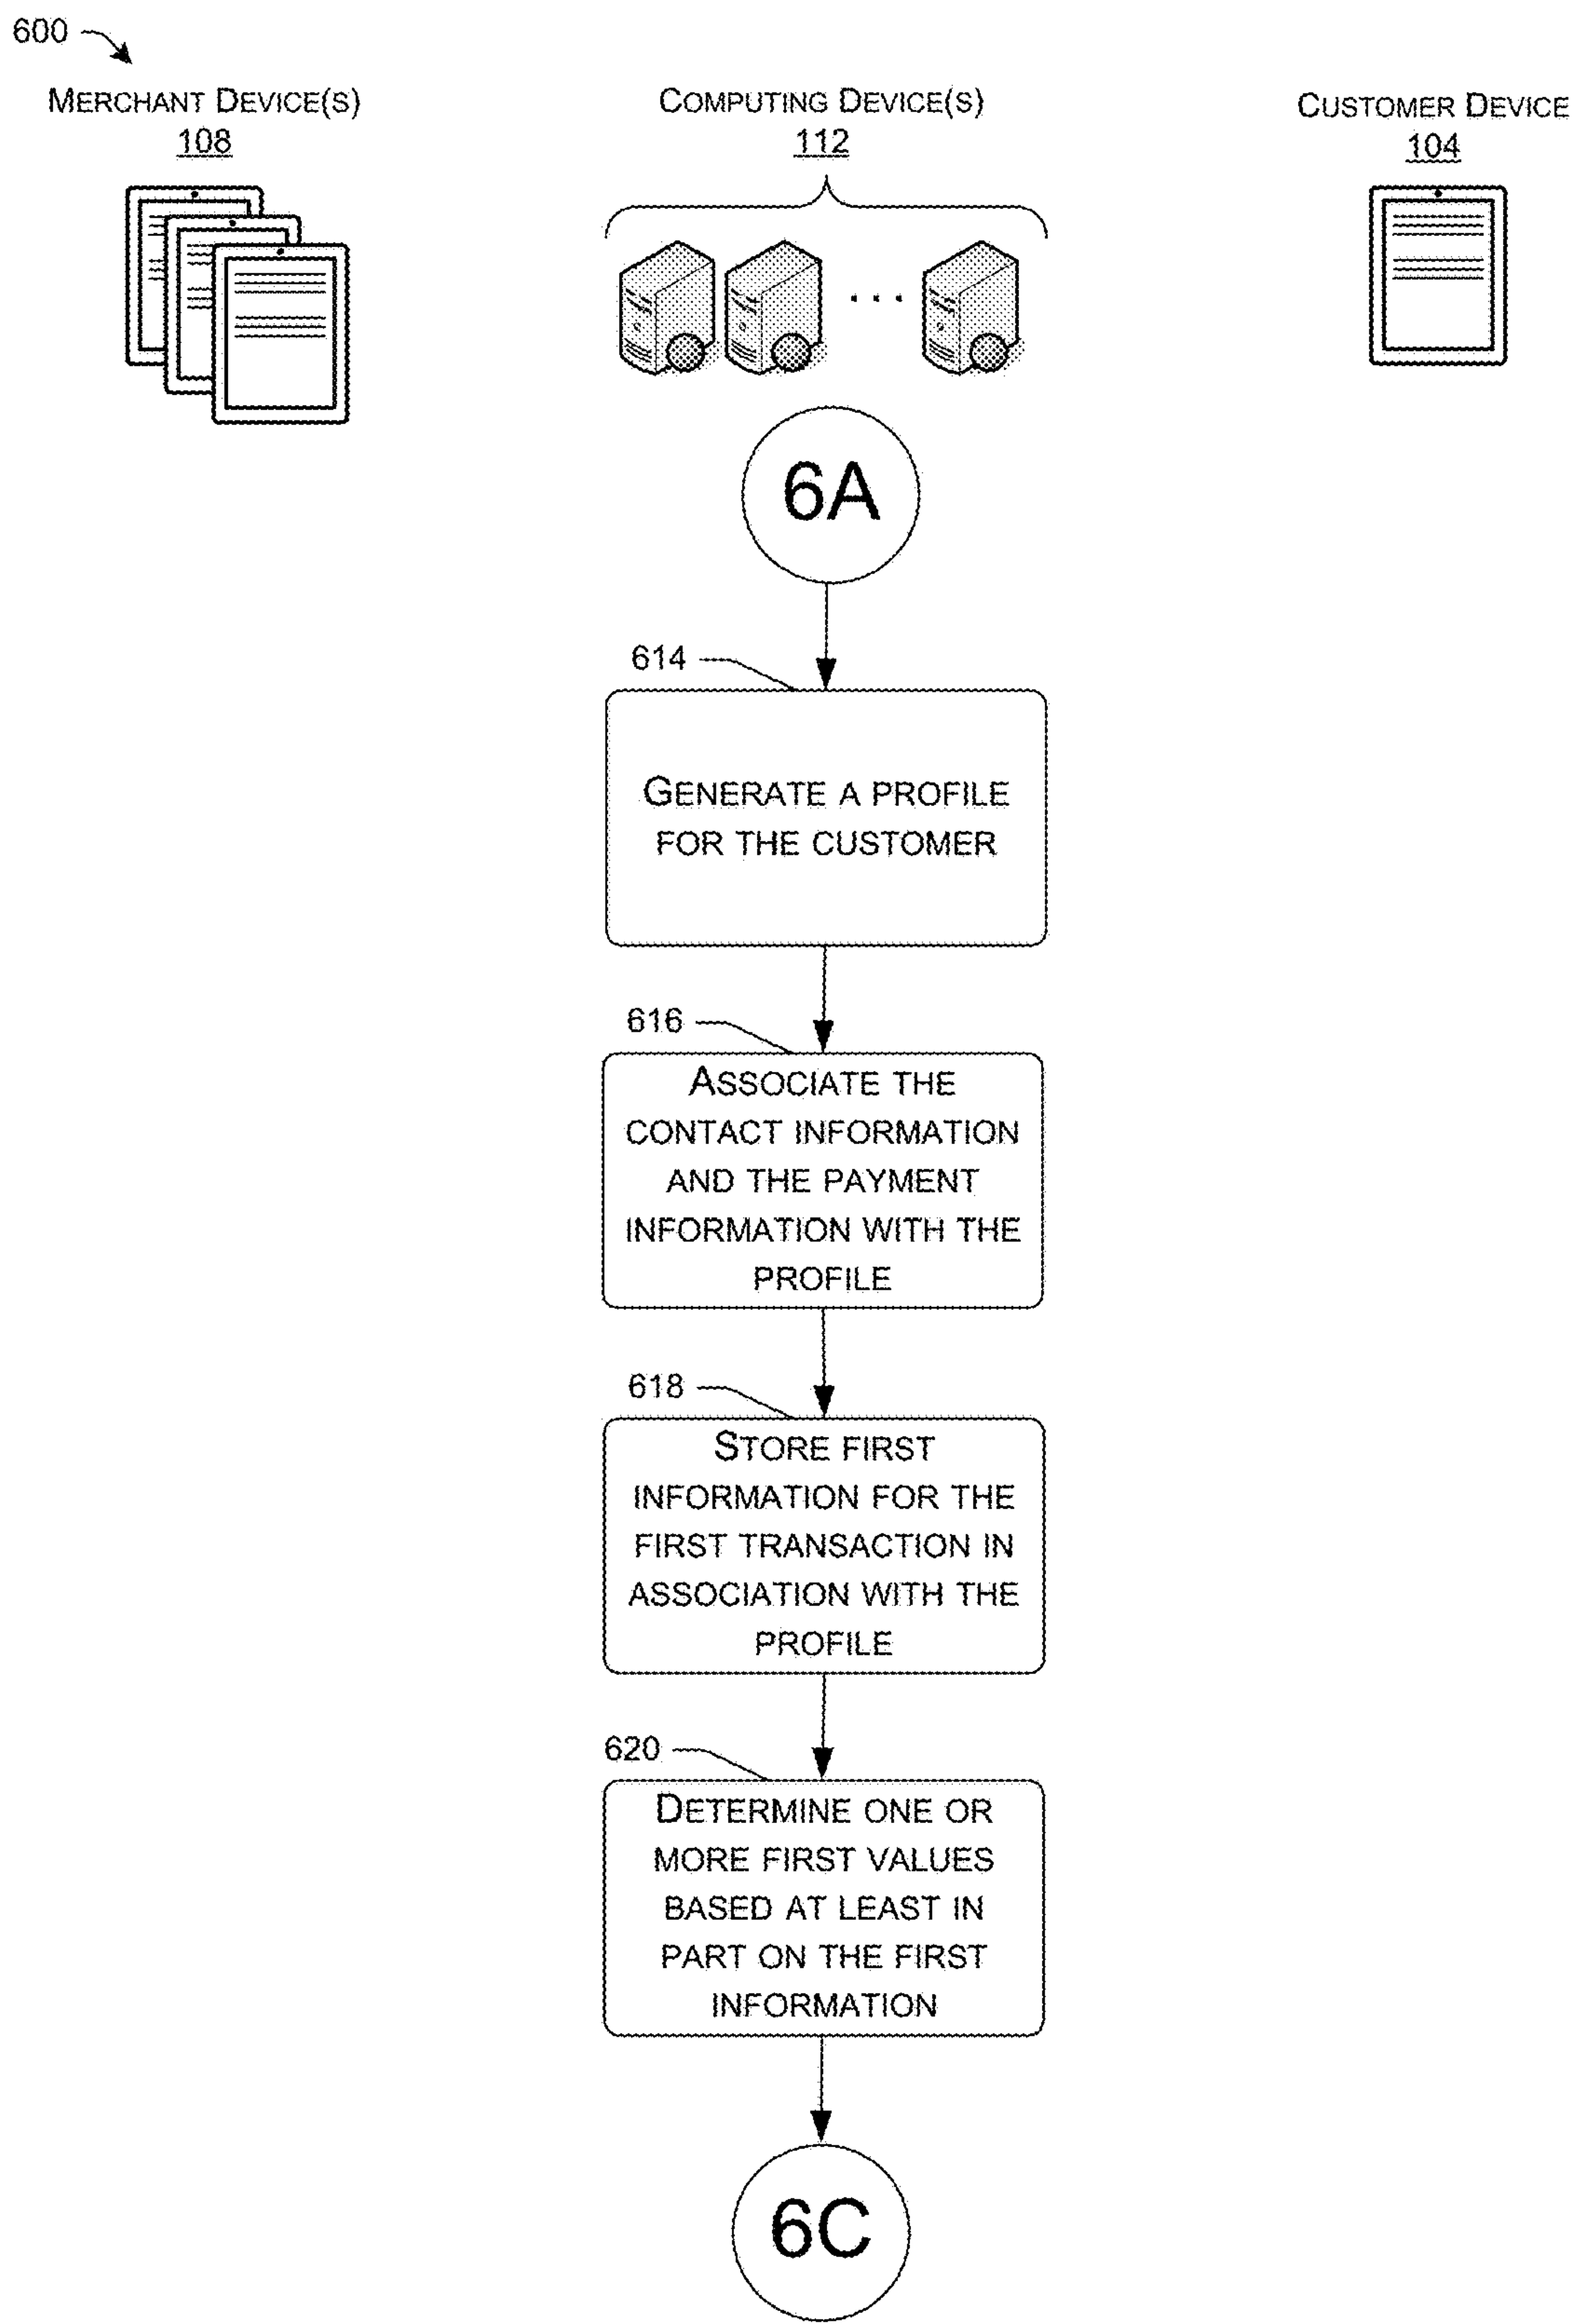 600
MERCHANT DEVICE(S)
108
COMPUTING DEVICE(S)
112
CUSTOMER DEVICE
104
6A
614
GENERATE A PROFILE
FOR THE CUSTOMER
616
ASSOCIATE THE
CONTACT INFORMATION
AND THE PAYMENT
INFORMATION WITH THE
PROFILE
618
STORE FIRST
INFORMATION FOR THE
FIRST TRANSACTION IN
ASSOCIATION WITH THE
PROFILE
620
DETERMINE ONE OR
MORE FIRST VALUES
BASED AT LEAST IN
PART ON THE FIRST
INFORMATION
6C